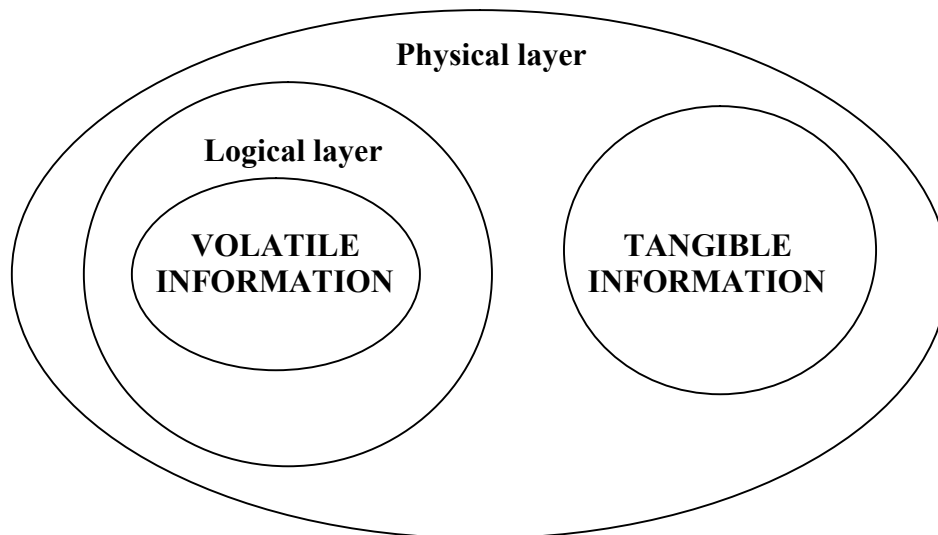 Physical layer
Logical layer
VOLATILE
INFORMATION
TANGIBLE
INFORMATION